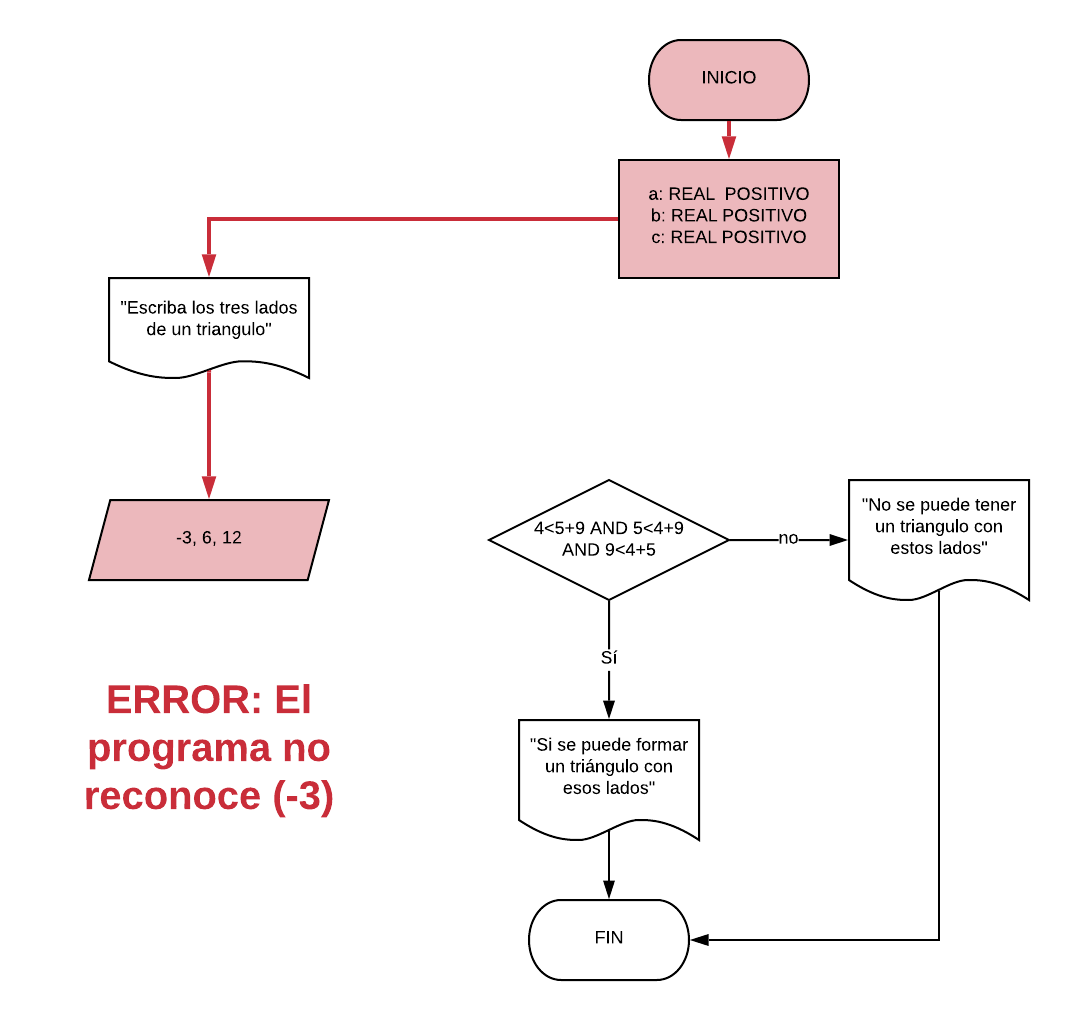 INICIO
a: REAL  POSITIVO
b: REAL POSITIVO
c: REAL POSITIVO
"Escriba los tres lados
de un triangulo"
-3, 6, 12
ERROR: El
programa no
reconoce (-3)
4<5+9 AND 5<4+9
AND 9<4+5
no
"No se puede tener
un triangulo con
estos lados"
Sí
"Si se puede formar
un triángulo con
esos lados"
FIN